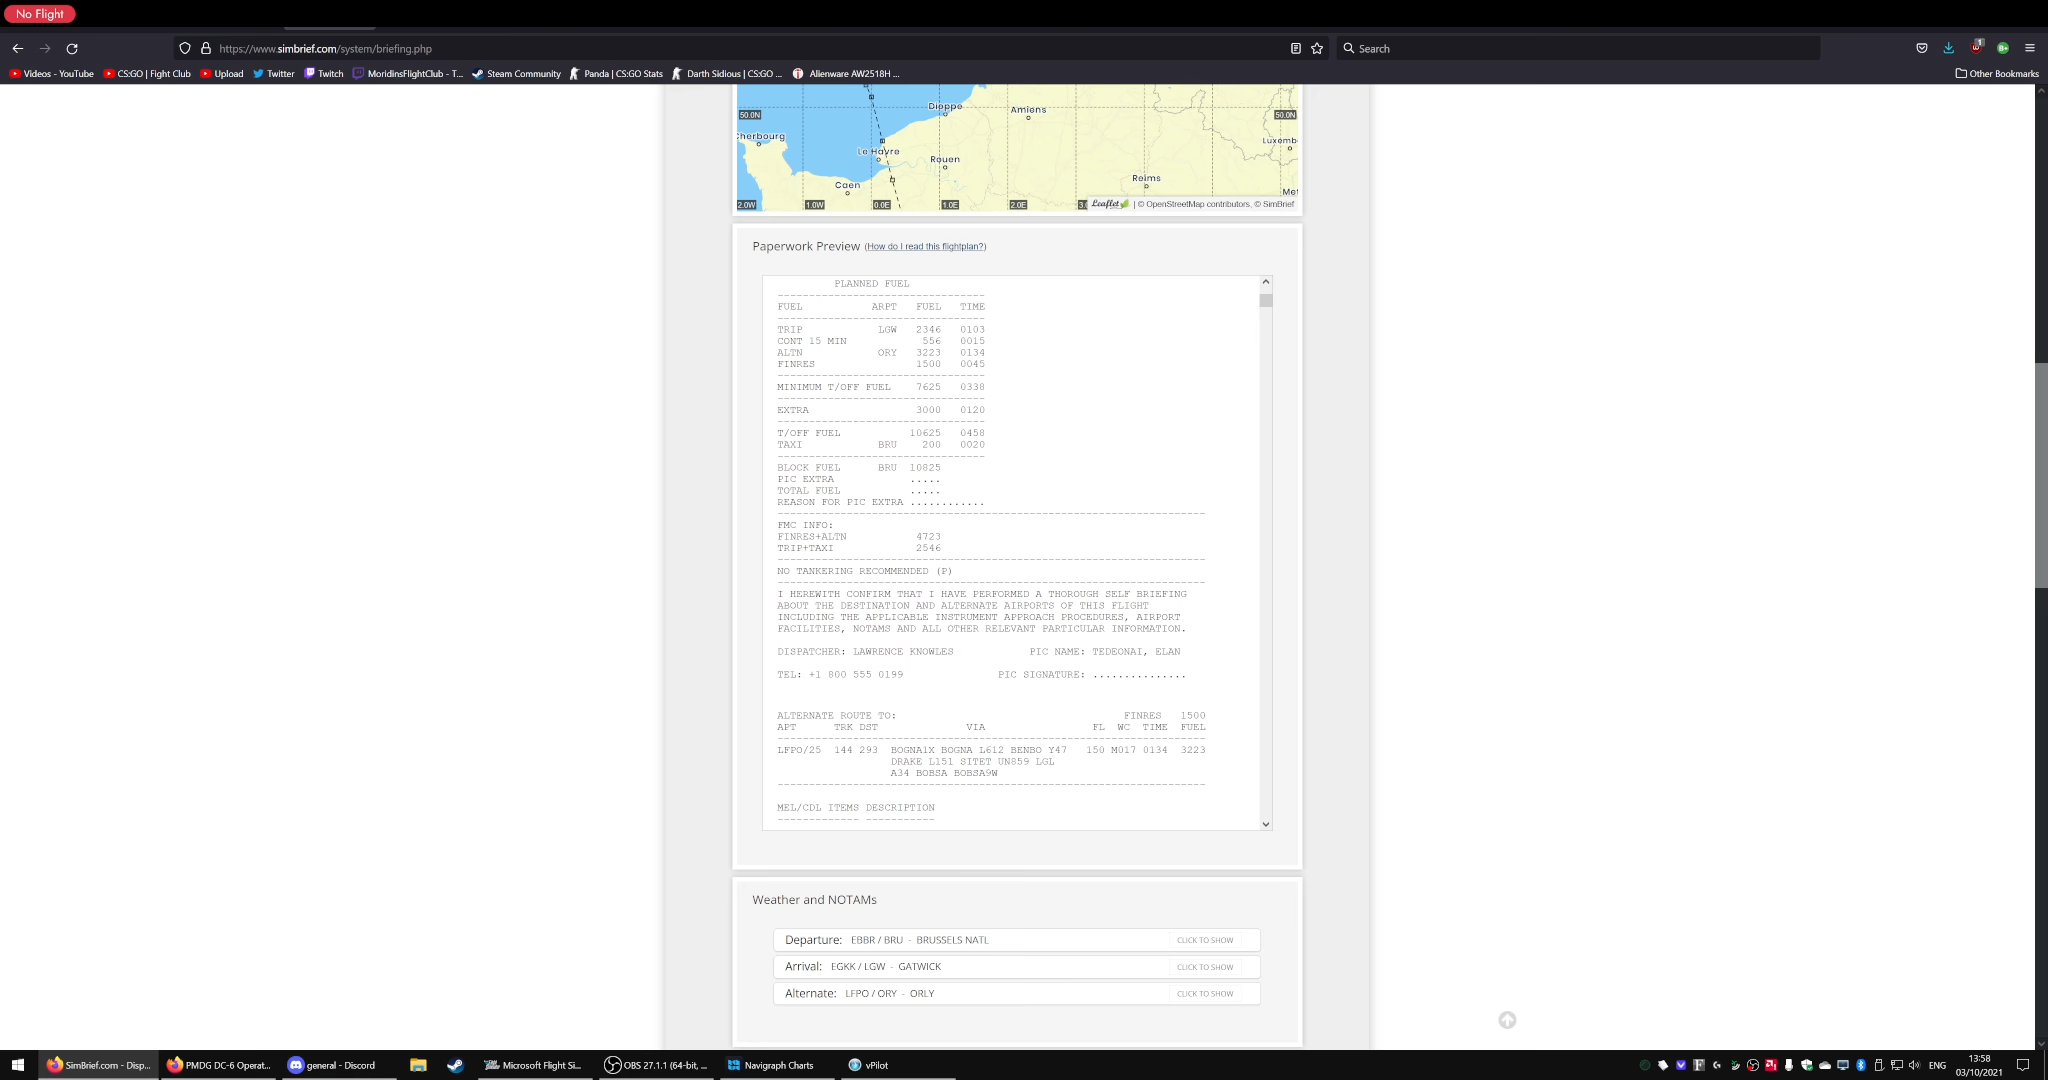 No Flight
https://www.simbrief.com/system/briefing.php
Search
Videos - YouTube
CS:GO | Fight Club
Upload
Twitter
Twitch
MoridinsFlightClub - T...
Steam Community
Panda | CS:GO Stats
Darth Sidious | CS:GO ...
Alienware AW2518H ...
Other Bookmarks
Dieppe
Amiens
50.0N
50.0N
Cherbourg
Luxemb
Le Havre
Rouen
Reims
Caen
Met
2.0W
1.0W
0.0E
1.0E
2.0E
Leaflet | © OpenStreetMap contributors, © SimBrief
Paperwork Preview (How do I read this flightplan?)
PLANNED FUEL
FUEL ARPT FUEL TIME
TRIP LGW 2346 0103
CONT 15 MIN 556 0015
ALTN ORY 3223 0134
FINRES 1500 0045
MINIMUM T/OFF FUEL 7625 0338
EXTRA 3000 0120
T/OFF FUEL 10625 0458
TAXI BRU 200 0020
BLOCK FUEL BRU 10825
PIC EXTRA .....
TOTAL FUEL .....
REASON FOR PIC EXTRA ............
FMC INFO:
FINRES+ALTN 4723
TRIP+TAXI 2546
NO TANKERING RECOMMENDED (P)
I HEREWITH CONFIRM THAT I HAVE PERFORMED A THOROUGH SELF BRIEFING
ABOUT THE DESTINATION AND ALTERNATE AIRPORTS OF THIS FLIGHT
INCLUDING THE APPLICABLE INSTRUMENT APPROACH PROCEDURES, AIRPORT
FACILITIES, NOTAMS AND ALL OTHER RELEVANT PARTICULAR INFORMATION.
DISPATCHER: LAWRENCE KNOWLES PIC NAME: TEDEONAI, ELAN
TEL: +1 800 555 0199 PIC SIGNATURE: ...............
ALTERNATE ROUTE TO: FINRES 1500
APT TRK DST VIA FL WC TIME FUEL
LFPO/25 144 293 BOGNA1X BOGNA L612 BENBO Y47 150 M017 0134 3223
DRAKE L151 SITET UN859 LGL
A34 BOBSA BOBSA9W
MEL/CDL ITEMS DESCRIPTION
Weather and NOTAMs
Departure: EBBR / BRU - BRUSSELS NATL CLICK TO SHOW
Arrival: EGKK / LGW - GATWICK CLICK TO SHOW
Alternate: LFPO / ORY - ORLY CLICK TO SHOW
SimBrief.com - Disp...
PMDG DC-6 Operat...
general - Discord
Microsoft Flight Si...
OBS 27.1.1 (64-bit, ...
Navigraph Charts
vPilot
ENG
13:58
03/10/2021